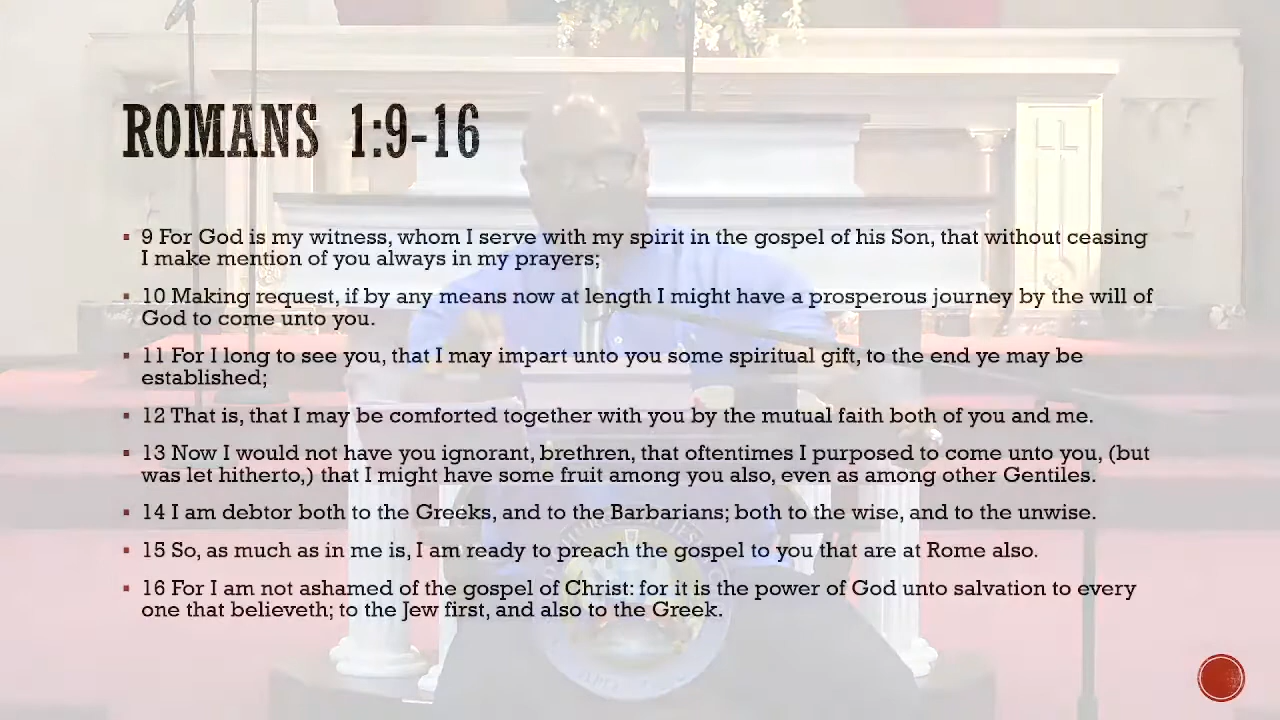 ROMANS 1:9-16
9 For God is my witness, whom I serve with my spirit in the gospel of his Son, that without ceasing
I make mention of you always in my prayers;
10 Making request, if by any means now at length I might have a prosperous journey by the will of
God to come unto you.
11 For I long to see you, that I may impart unto you some spiritual gift, to the end ye may be
established;
12 That is, that I may be comforted together with you by the mutual faith both of you and me.
13 Now I would not have you ignorant, brethren, that oftentimes I purposed to come unto you, (but
was let hitherto,) that I might have some fruit among you also, even as among other Gentiles.
14 I am debtor both to the Greeks, and to the Barbarians; both to the wise, and to the unwise.
15 So, as much as in me is, I am ready to preach the gospel to you that are at Rome also.
16 For I am not ashamed of the gospel of Christ: for it is the power of God unto salvation to every
one that believeth; to the Jew first, and also to the Greek.